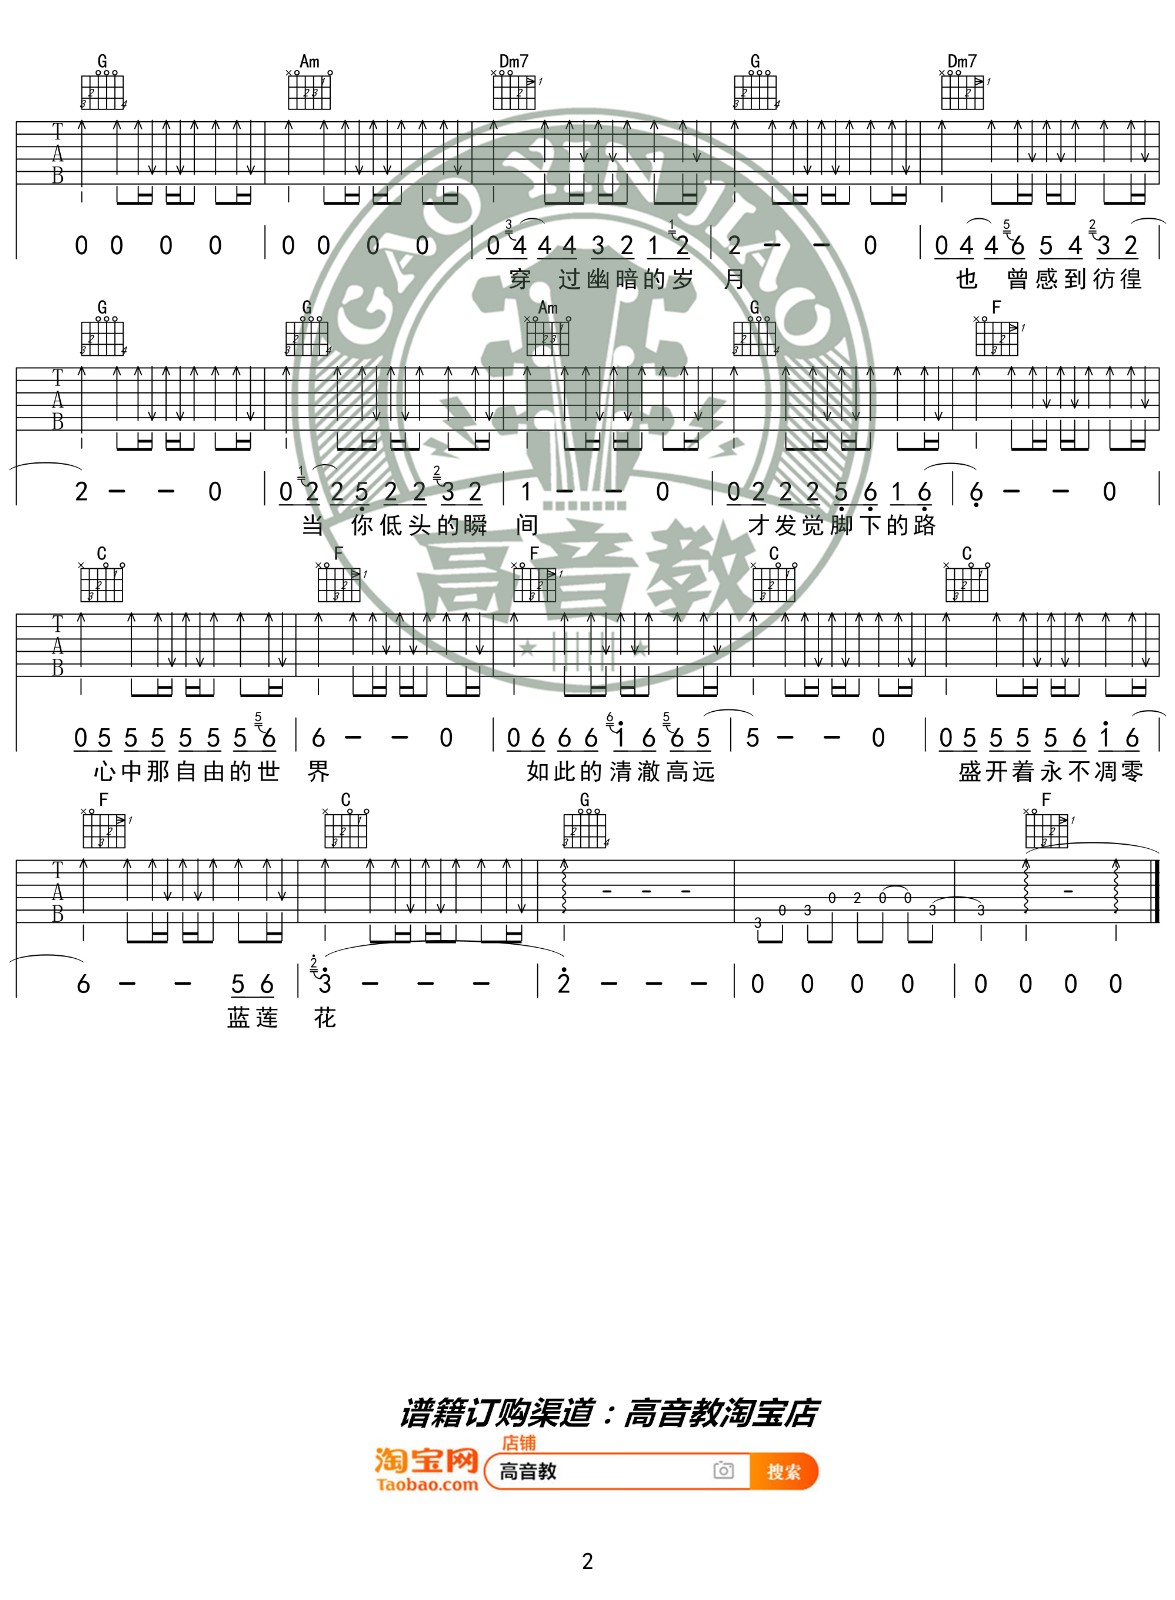 G Am Dm7 G Dm7
T A B
0 0 0 0 0 0 0 0 0 4 4 4 3 2 1 2 2 – – 0 0 4 4 6 5 4 3 2
穿 过幽暗的岁 月 也 曾感到彷徨
G G Am G F
T A B
2 – – 0 0 2 2 5 2 2 3 2 1 – – 0 0 2 2 2 5 6 1 6 6 – – 0
当 你低头的瞬 间 才发觉脚下的路
C F F C C
T A B
0 5 5 5 5 5 5 6 6 – – 0 0 6 6 6 1 6 6 5 5 – – 0 0 5 5 5 5 6 1 6
心中那自由的世 界 如此的清澈高远 盛开着永不凋零
F C G F
T A B
3 0 3 0 2 0 0 3 3
6 – – 5 6 3 – – – 2 – – – 0 0 0 0 0 0 0 0
蓝莲 花
GAO YIN JIAO
高音教
谱籍订购渠道：高音教淘宝店
店铺
淘宝网 高音教 搜索
Taobao.com
2